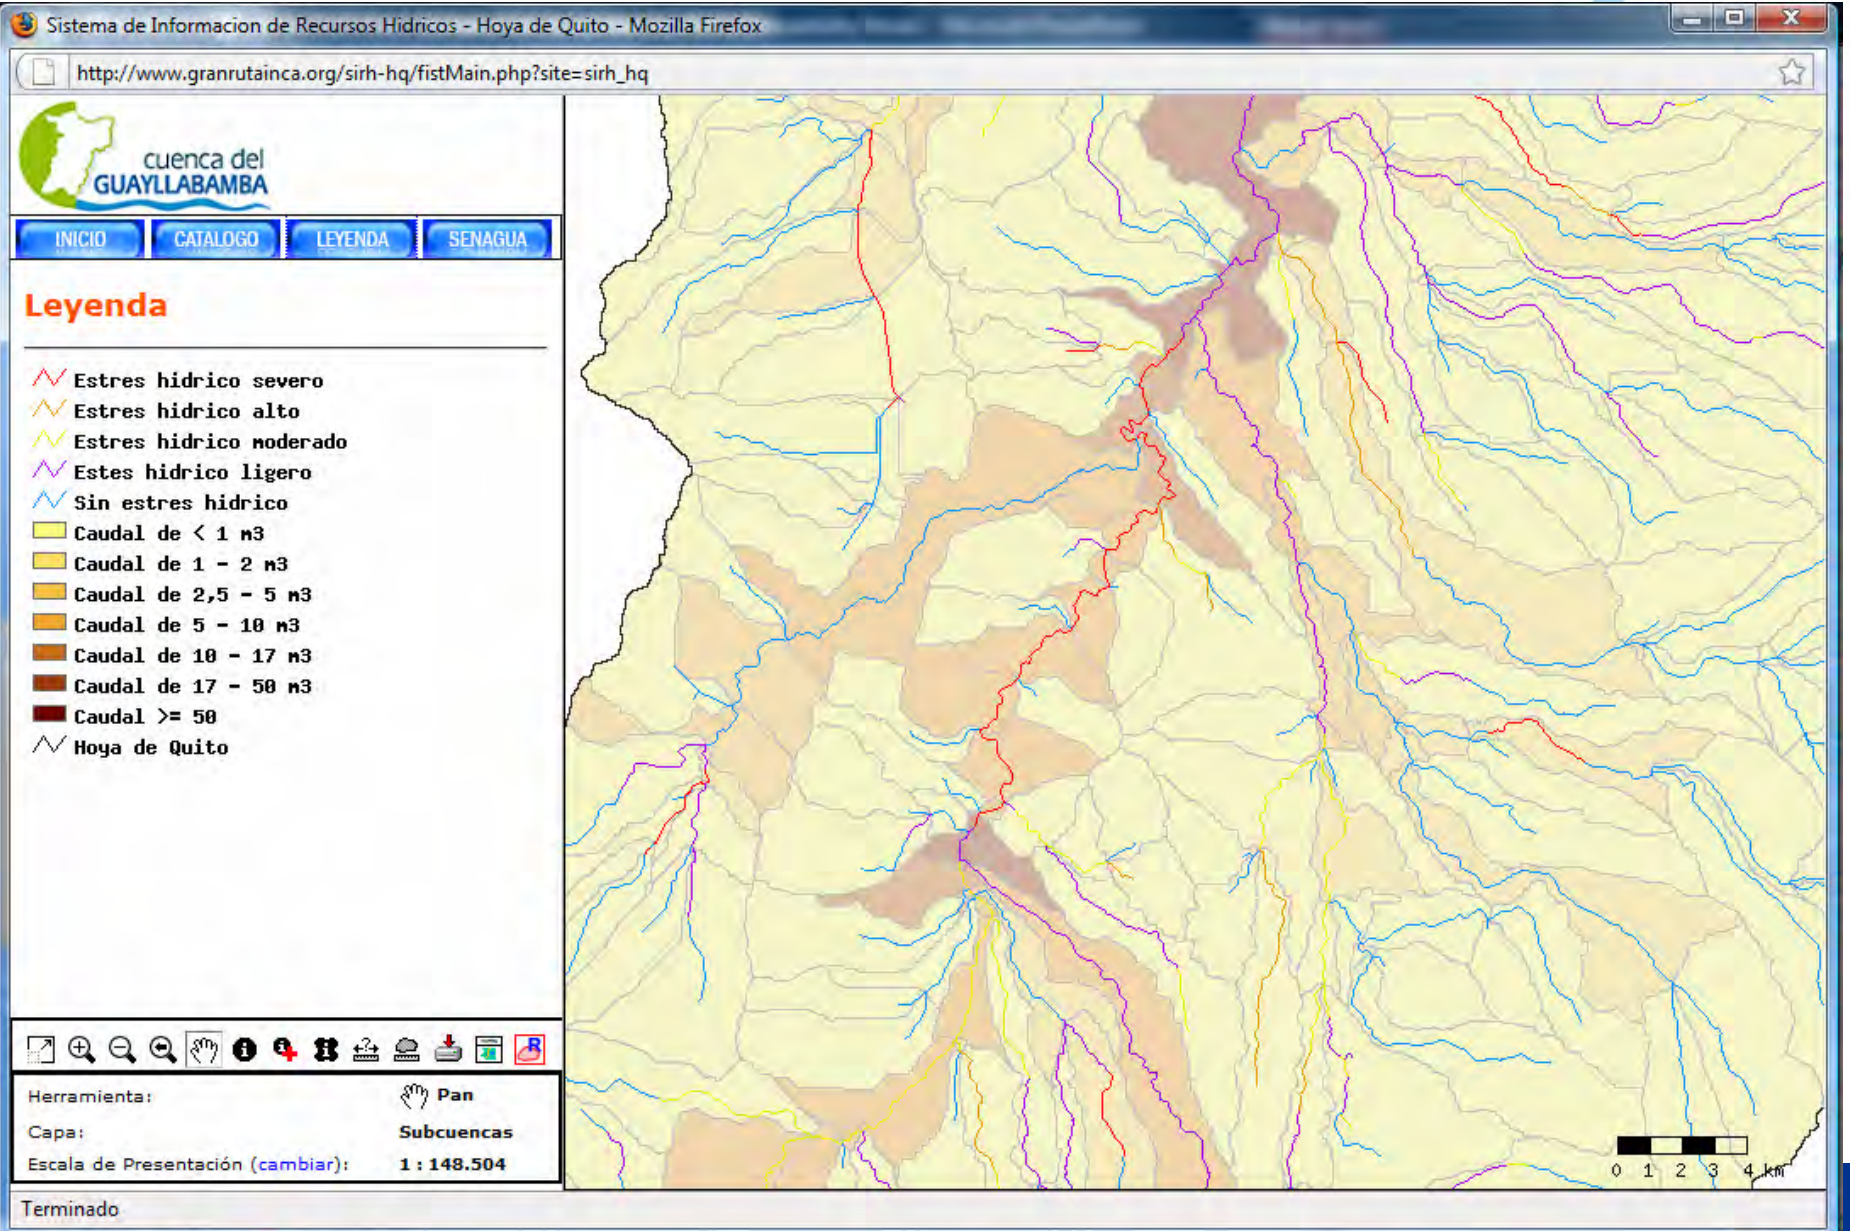 Sistema de Informacion de Recursos Hidricos - Hoya de Quito - Mozilla Firefox
http://www.granrutainca.org/sirh-hq/fistMain.php?site=sirh_hq
cuenca del
GUAYLLABAMBA
INICIO CATALOGO LEYENDA SENAGUA
Leyenda
Estres hidrico severo
Estres hidrico alto
Estres hidrico moderado
Estes hidrico ligero
Sin estres hidrico
Caudal de < 1 m3
Caudal de 1 - 2 m3
Caudal de 2,5 - 5 m3
Caudal de 5 - 10 m3
Caudal de 10 - 17 m3
Caudal de 17 - 50 m3
Caudal >= 50
Hoya de Quito
R
Herramienta: Pan
Capa: Subcuencas
Escala de Presentación (cambiar): 1 : 148.504
0 1 2 3 4 km
Terminado